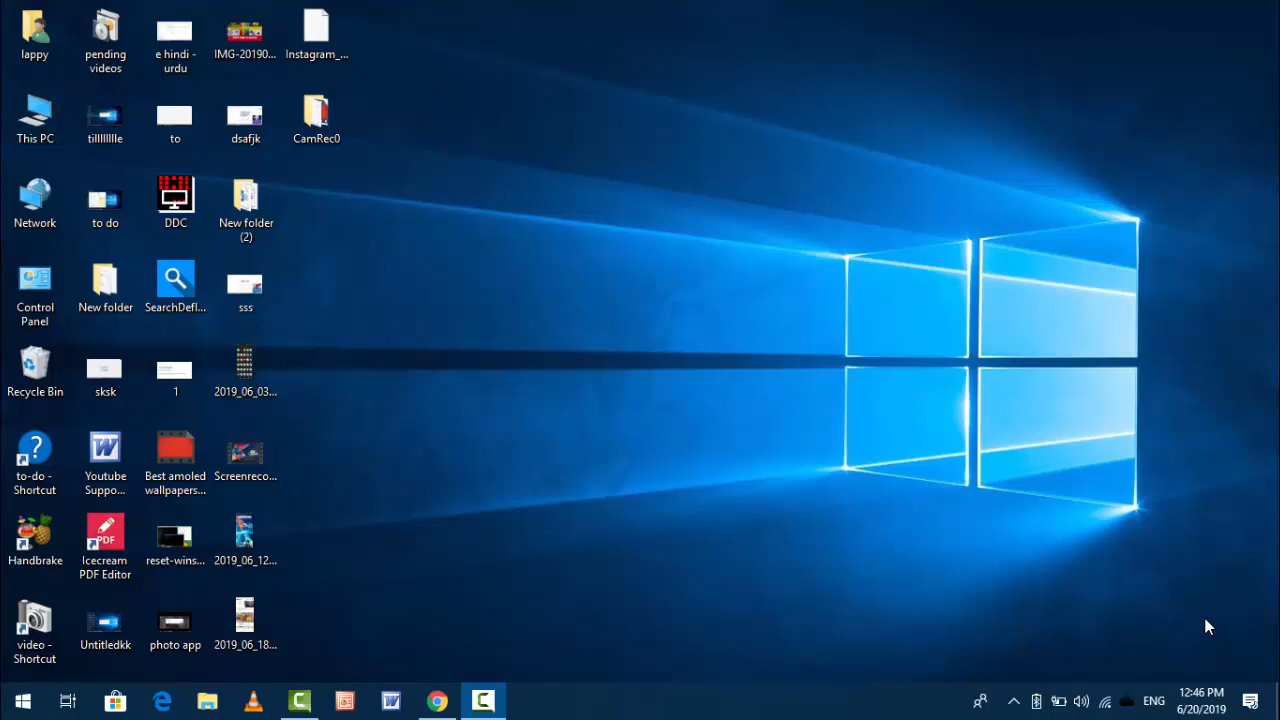 lappy
pending
videos
e hindi -
urdu
IMG-20190...
Instagram_...
This PC
tillllllllle
to
dsafjk
CamRec0
Network
to do
DDC
New folder
(2)
Control
Panel
New folder
SearchDefl...
sss
Recycle Bin
sksk
1
2019_06_03...
to-do -
Shortcut
Youtube
Suppo...
Best amoled
wallpapers...
Screenreco...
Handbrake
PDF
Icecream
PDF Editor
reset-wins...
2019_06_12...
video -
Shortcut
Untitledkk
photo app
2019_06_18...
ENG
12:46 PM
6/20/2019